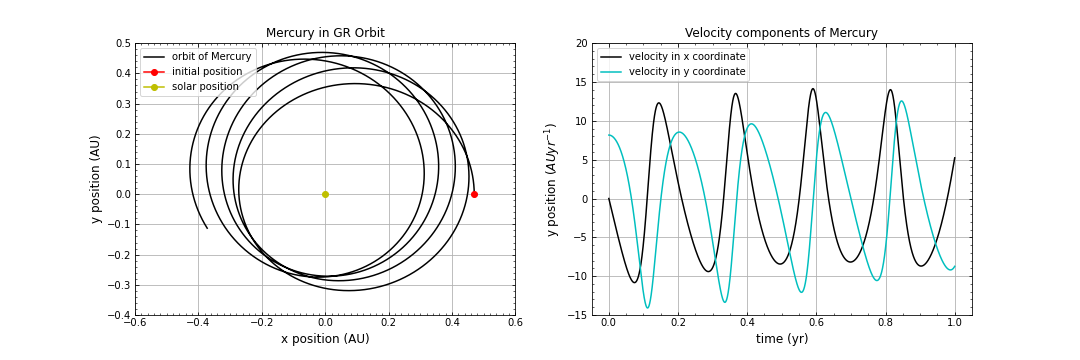 Mercury in GR Orbit
orbit of Mercury
initial position
solar position
0.5
0.4
0.3
0.2
0.1
0.0
−0.1
−0.2
−0.3
−0.4
y position (AU)
−0.6
−0.4
−0.2
0.0
0.2
0.4
0.6
x position (AU)
Velocity components of Mercury
velocity in x coordinate
velocity in y coordinate
20
15
10
5
0
−5
−10
−15
y position (AUyr⁻¹)
0.0
0.2
0.4
0.6
0.8
1.0
time (yr)